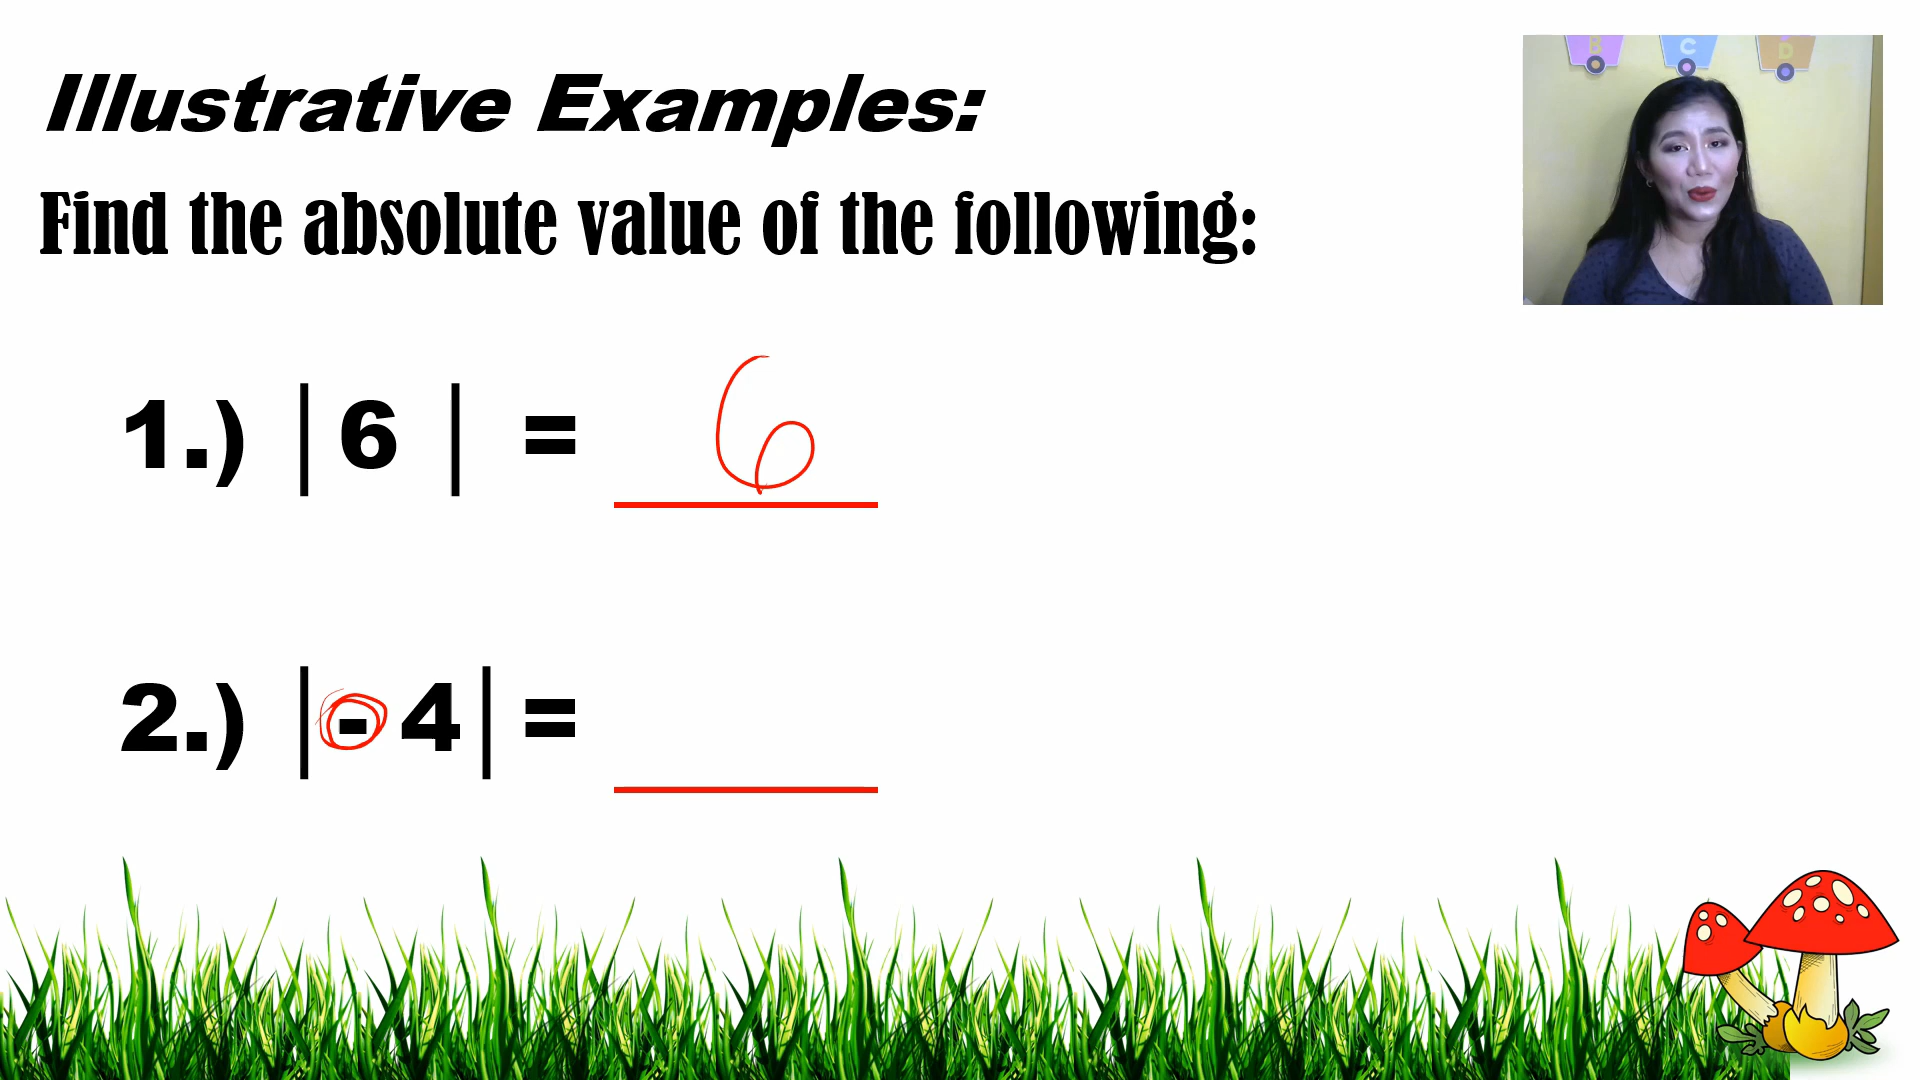 B C D
Illustrative Examples:
Find the absolute value of the following:
1.) |6 | = 6
2.) |-4| =